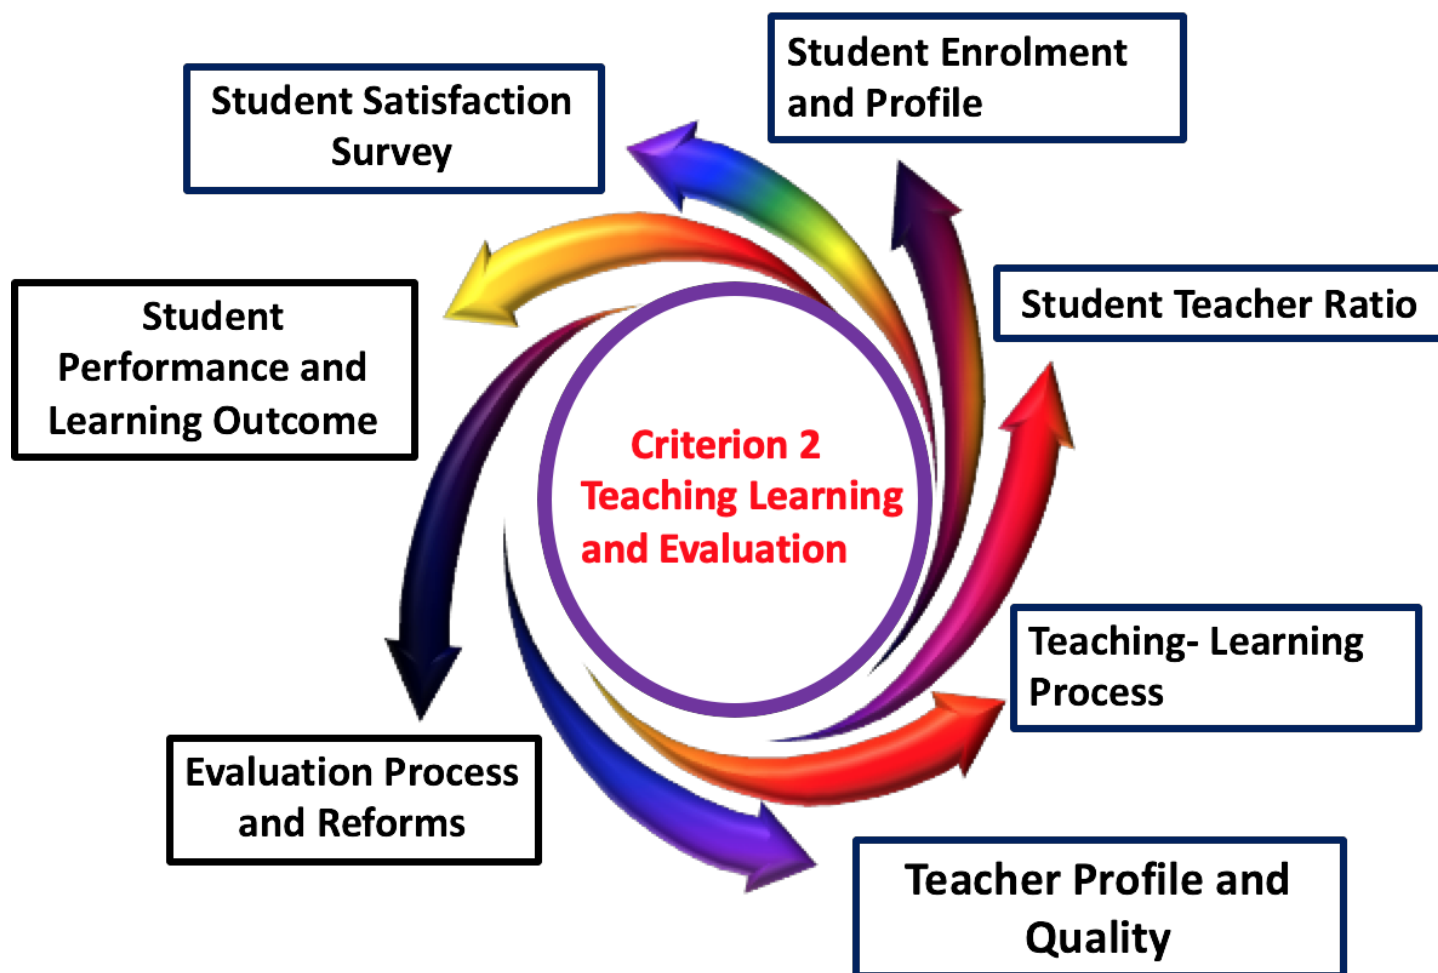 Student Enrolment
and Profile
Student Satisfaction
Survey
Student Teacher Ratio
Student
Performance and
Learning Outcome
Criterion 2
Teaching Learning
and Evaluation
Teaching- Learning
Process
Evaluation Process
and Reforms
Teacher Profile and
Quality